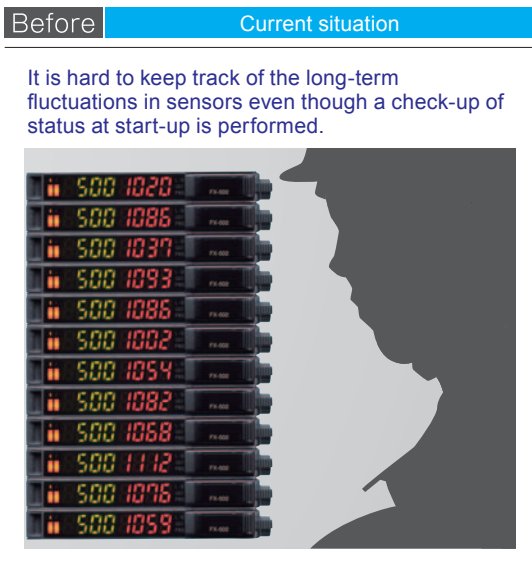 Before
Current situation
It is hard to keep track of the long-term
fluctuations in sensors even though a check-up of
status at start-up is performed.
500 1020
500 1086
500 1037
500 1093
500 1086
500 1002
500 1054
500 1082
500 1068
500 1112
500 1076
500 1059